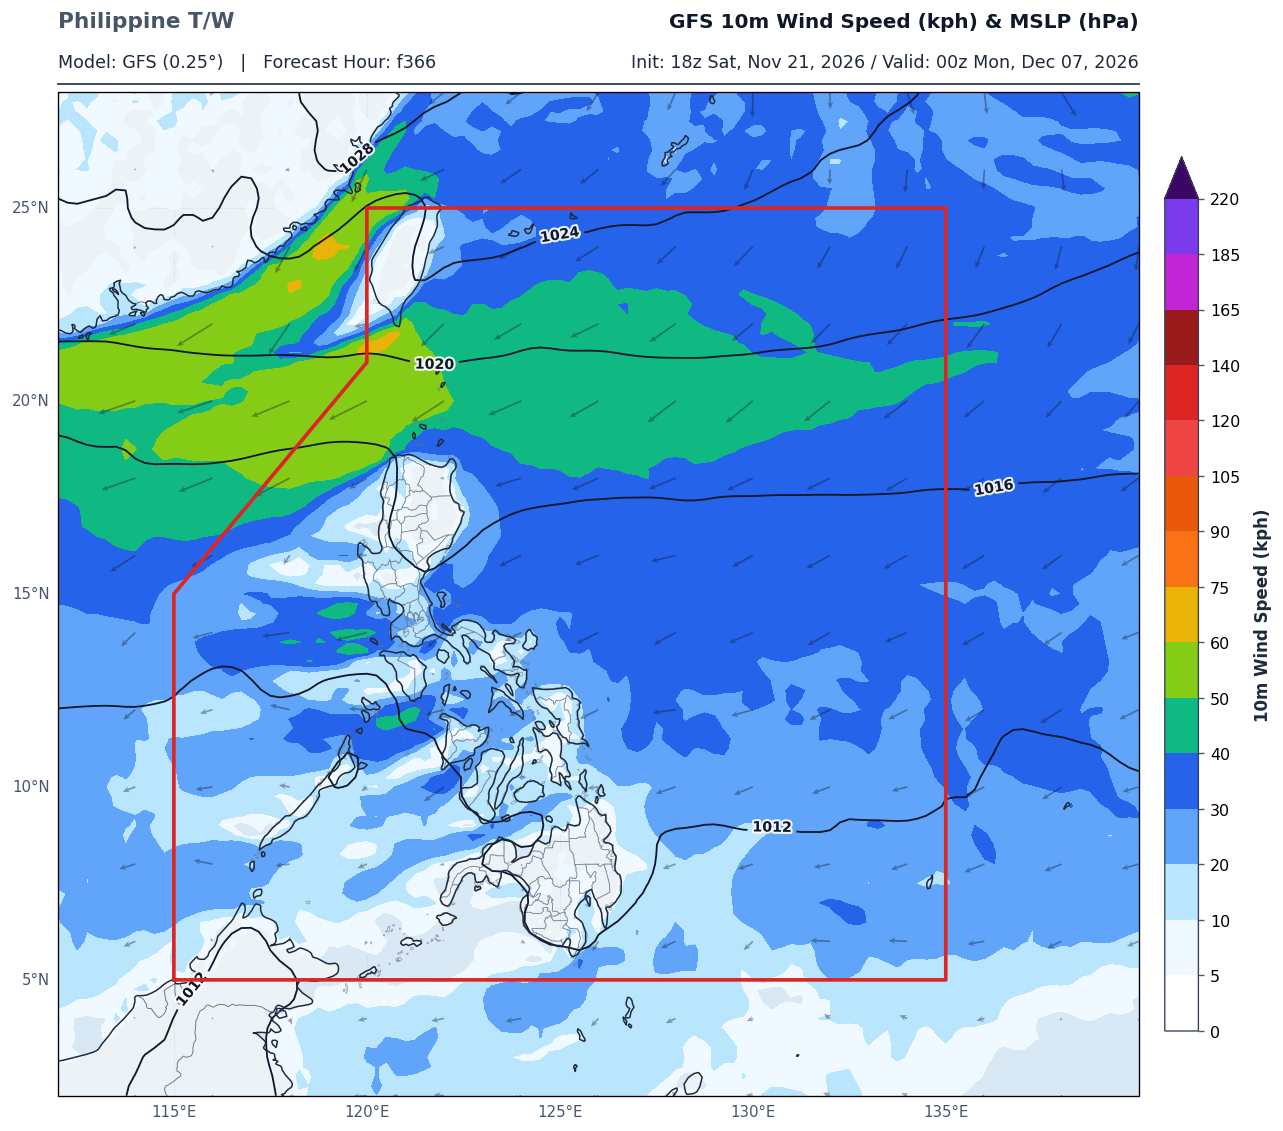 Philippine T/W
GFS 10m Wind Speed (kph) & MSLP (hPa)
Model: GFS (0.25°) | Forecast Hour: f366
Init: 18z Sat, Nov 21, 2026 / Valid: 00z Mon, Dec 07, 2026
1028
1024
1020
1016
1012
1012
25°N
20°N
15°N
10°N
5°N
115°E
120°E
125°E
130°E
135°E
220
185
165
140
120
105
90
75
60
50
40
30
20
10
5
0
10m Wind Speed (kph)